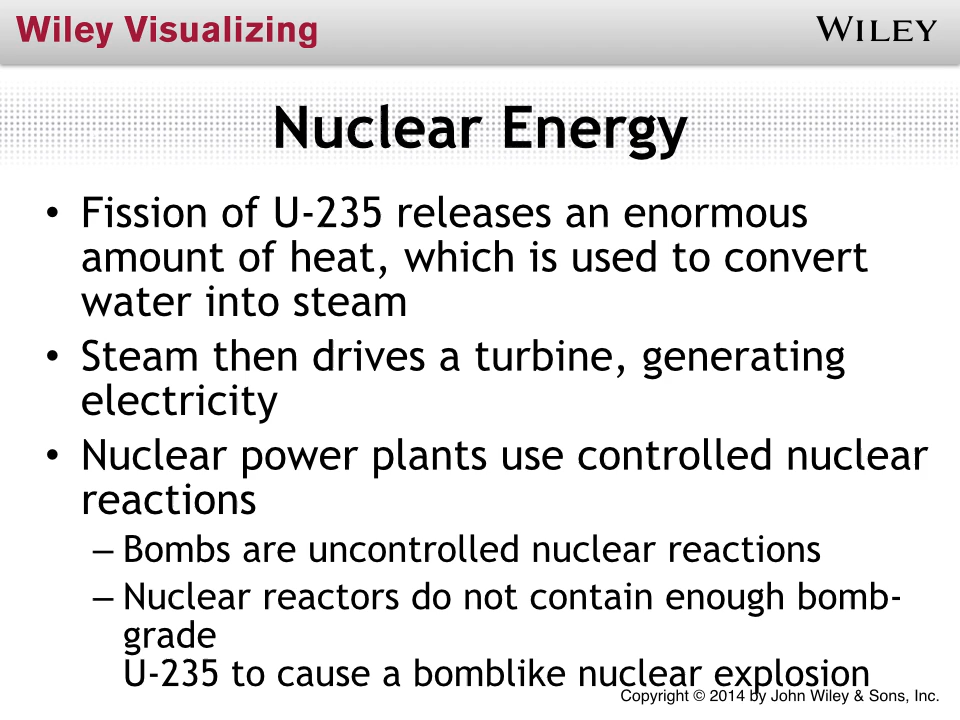 Wiley Visualizing
WILEY
Nuclear Energy
• Fission of U-235 releases an enormous
amount of heat, which is used to convert
water into steam
• Steam then drives a turbine, generating
electricity
• Nuclear power plants use controlled nuclear
reactions
– Bombs are uncontrolled nuclear reactions
– Nuclear reactors do not contain enough bomb-
grade
U-235 to cause a bomblike nuclear explosion
Copyright © 2014 by John Wiley & Sons, Inc.